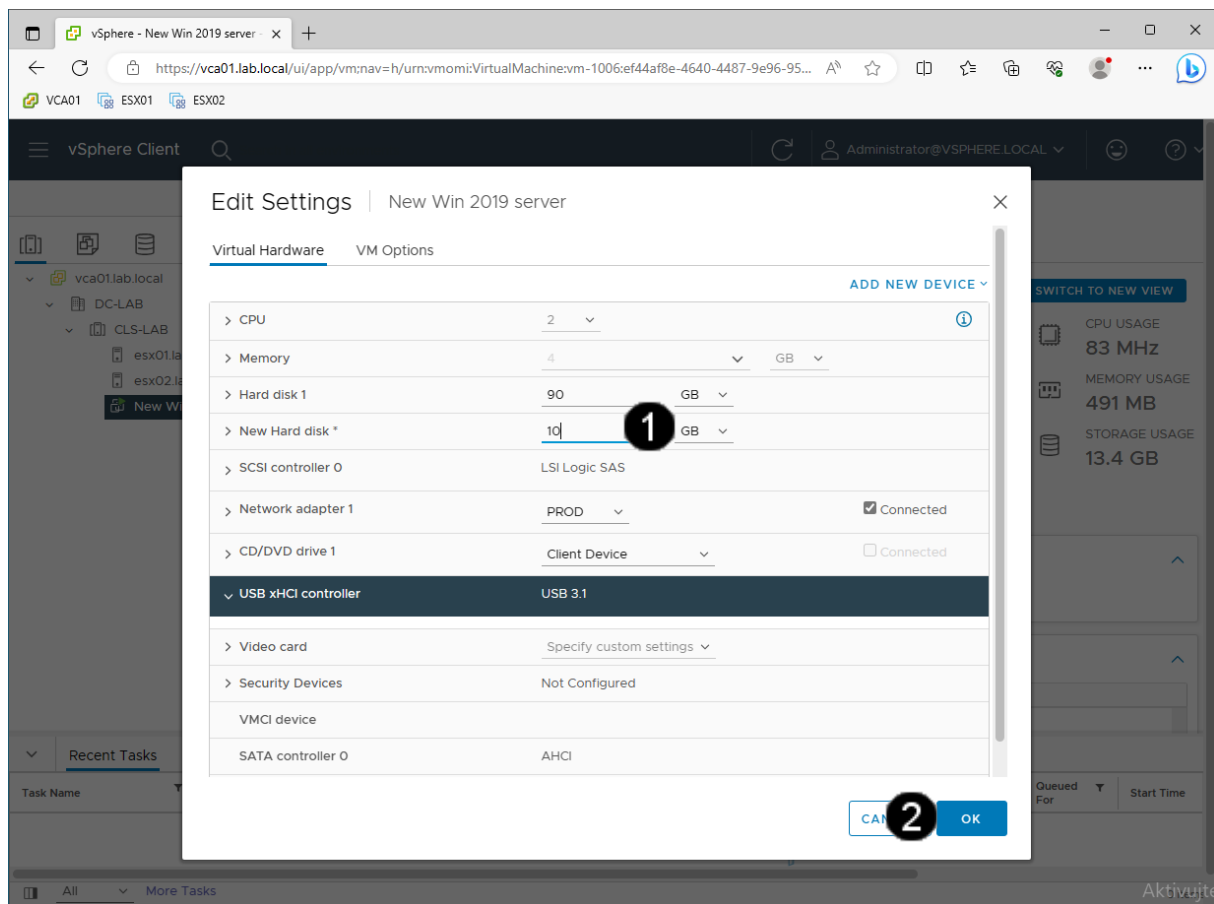 vSphere - New Win 2019 server -
https://vca01.lab.local/ui/app/vm;nav=h/urn:vmomi:VirtualMachine:vm-1006:ef44af8e-4640-4487-9e96-95...
VCA01 ESX01 ESX02
vSphere Client
Administrator@VSPHERE.LOCAL
Edit Settings New Win 2019 server
Virtual Hardware VM Options
ADD NEW DEVICE
vca01.lab.local
DC-LAB
CLS-LAB
esx01.la
esx02.la
New Wi
CPU 2
Memory 4 GB
Hard disk 1 90 GB
New Hard disk * 10 1 GB
SCSI controller 0 LSI Logic SAS
Network adapter 1 PROD Connected
CD/DVD drive 1 Client Device Connected
USB xHCI controller USB 3.1
Video card Specify custom settings
Security Devices Not Configured
VMCI device
SATA controller 0 AHCI
CAN 2 OK
SWITCH TO NEW VIEW
CPU USAGE
83 MHz
MEMORY USAGE
491 MB
STORAGE USAGE
13.4 GB
Recent Tasks
Task Name Queued For Start Time
All More Tasks
Aktivujte